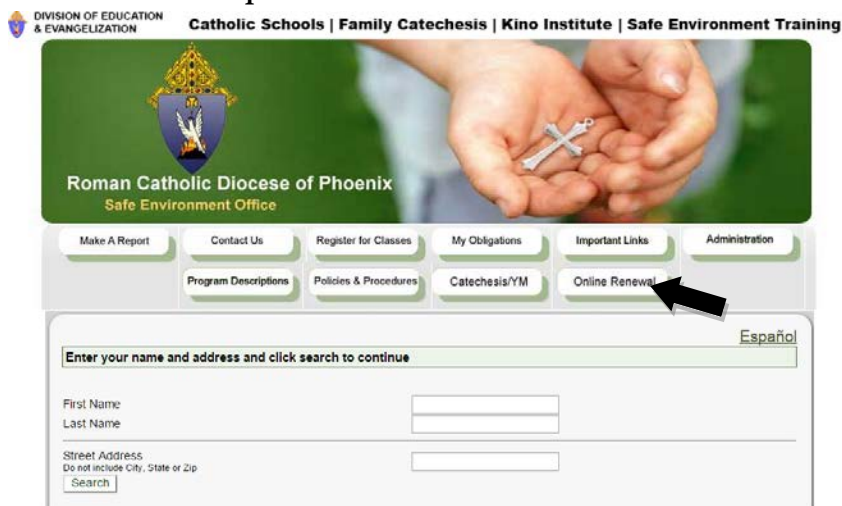 DIVISION OF EDUCATION
& EVANGELIZATION
Catholic Schools | Family Catechesis | Kino Institute | Safe Environment Training
Roman Catholic Diocese of Phoenix
Safe Environment Office
Make A Report
Contact Us
Register for Classes
My Obligations
Important Links
Administration
Program Descriptions
Policies & Procedures
Catechesis/YM
Online Renewal
Español
Enter your name and address and click search to continue
First Name
Last Name
Street Address
Do not include City, State or Zip
Search